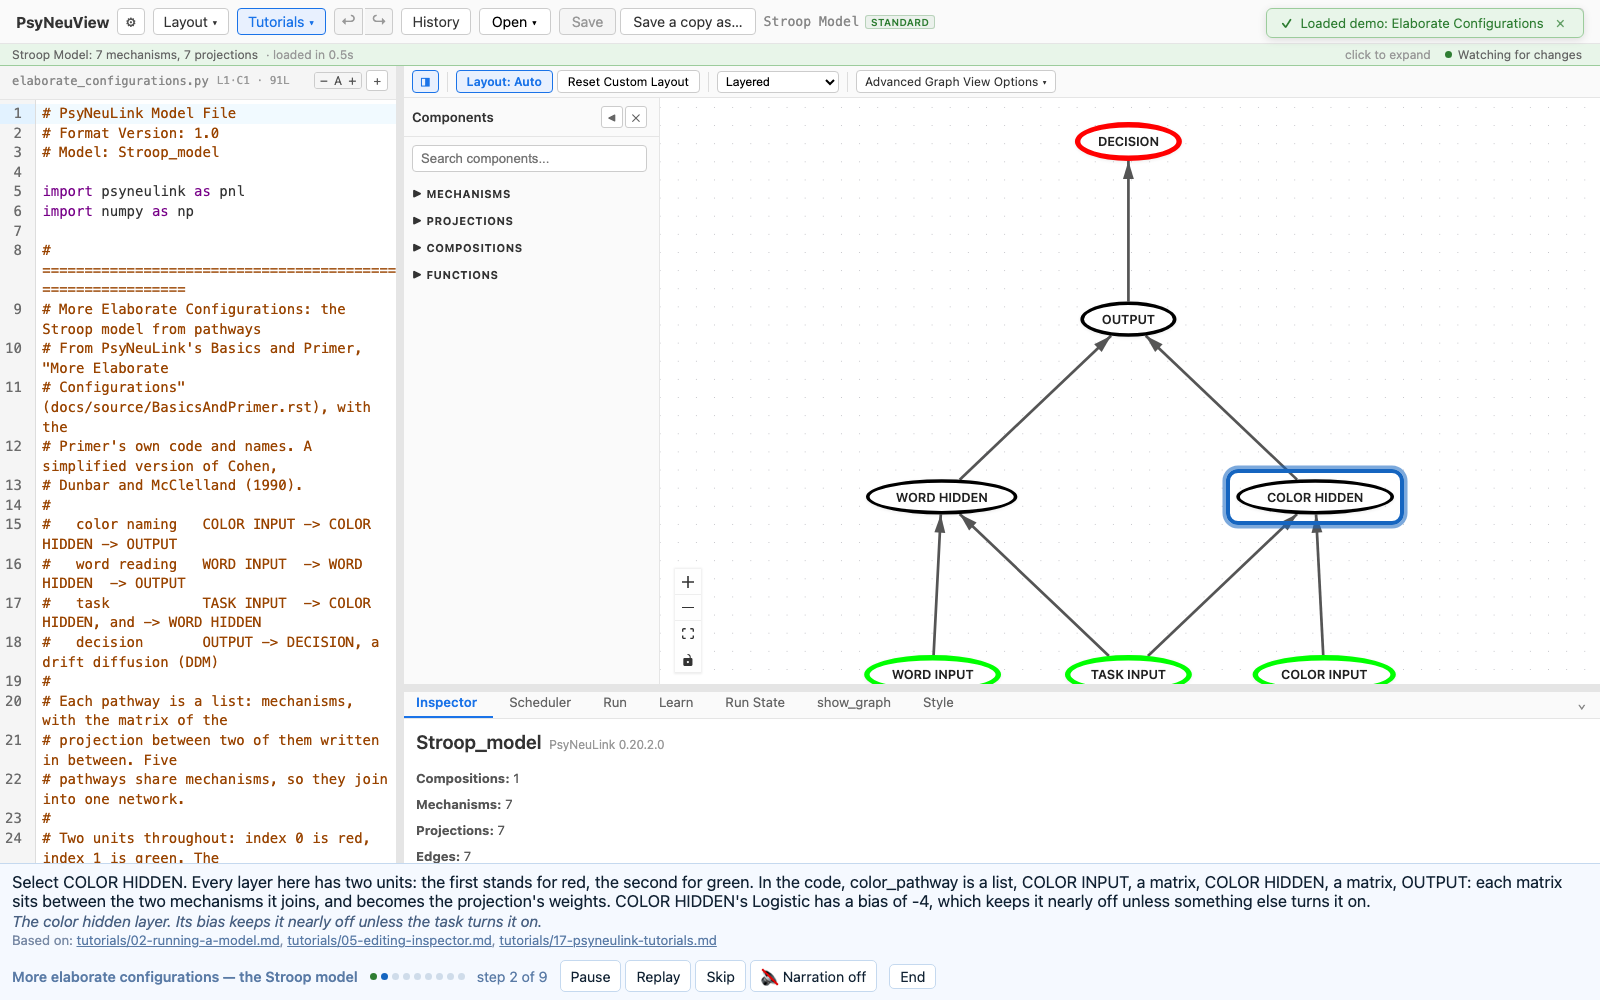 PsyNeuView ⚙ Layout ▾ Tutorials ▾ History Open ▾ Save Save a copy as... Stroop Model STANDARD
✓ Loaded demo: Elaborate Configurations ×
Stroop Model: 7 mechanisms, 7 projections · loaded in 0.5s
click to expand ● Watching for changes
elaborate_configurations.py L1:C1 · 91L − A + +
Layout: Auto Reset Custom Layout Layered Advanced Graph View Options ▾
1 # PsyNeuLink Model File
2 # Format Version: 1.0
3 # Model: Stroop_model
4
5 import psyneulink as pnl
6 import numpy as np
7
8 #
==========================================
=================
9 # More Elaborate Configurations: the
Stroop model from pathways
10 # From PsyNeuLink's Basics and Primer,
"More Elaborate
11 # Configurations"
(docs/source/BasicsAndPrimer.rst), with
the
12 # Primer's own code and names. A
simplified version of Cohen,
13 # Dunbar and McClelland (1990).
14 #
15 #   color naming   COLOR INPUT -> COLOR
HIDDEN -> OUTPUT
16 #   word reading   WORD INPUT  -> WORD
HIDDEN  -> OUTPUT
17 #   task           TASK INPUT  -> COLOR
HIDDEN, and -> WORD HIDDEN
18 #   decision       OUTPUT -> DECISION, a
drift diffusion (DDM)
19 #
20 # Each pathway is a list: mechanisms,
with the matrix of the
21 # projection between two of them written
in between. Five
22 # pathways share mechanisms, so they join
into one network.
23 #
24 # Two units throughout: index 0 is red,
index 1 is green. The
Components
Search components...
▶ MECHANISMS
▶ PROJECTIONS
▶ COMPOSITIONS
▶ FUNCTIONS
DECISION
OUTPUT
WORD HIDDEN
COLOR HIDDEN
WORD INPUT
TASK INPUT
COLOR INPUT
Inspector Scheduler Run Learn Run State show_graph Style
Stroop_model PsyNeuLink 0.20.2.0
Compositions: 1
Mechanisms: 7
Projections: 7
Edges: 7
Select COLOR HIDDEN. Every layer here has two units: the first stands for red, the second for green. In the code, color_pathway is a list, COLOR INPUT, a matrix, COLOR HIDDEN, a matrix, OUTPUT: each matrix
sits between the two mechanisms it joins, and becomes the projection's weights. COLOR HIDDEN's Logistic has a bias of -4, which keeps it nearly off unless something else turns it on.
The color hidden layer. Its bias keeps it nearly off unless the task turns it on.
Based on: tutorials/02-running-a-model.md, tutorials/05-editing-inspector.md, tutorials/17-psyneulink-tutorials.md
More elaborate configurations — the Stroop model step 2 of 9 Pause Replay Skip Narration off End